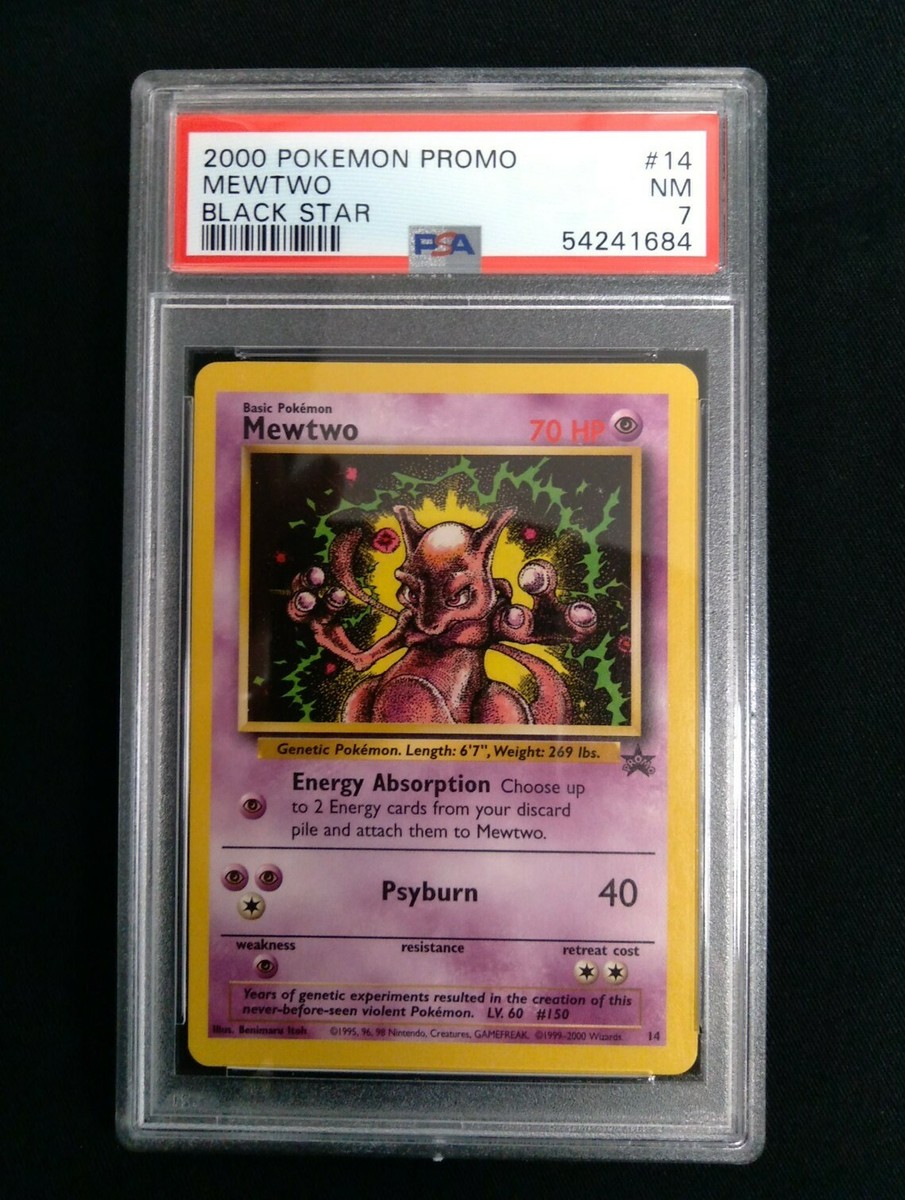 2000 POKEMON PROMO #14
MEWTWO NM
BLACK STAR 7
PSA 54241684
Basic Pokémon
Mewtwo 70 HP
Genetic Pokémon. Length: 6'7", Weight: 269 lbs.
PROMO
Energy Absorption Choose up
to 2 Energy cards from your discard
pile and attach them to Mewtwo.
Psyburn 40
weakness resistance retreat cost
Years of genetic experiments resulted in the creation of this
never-before-seen violent Pokémon. LV. 60 #150
Illus. Benimaru Itoh ©1995, 96, 98 Nintendo, Creatures, GAMEFREAK. ©1999-2000 Wizards. 14